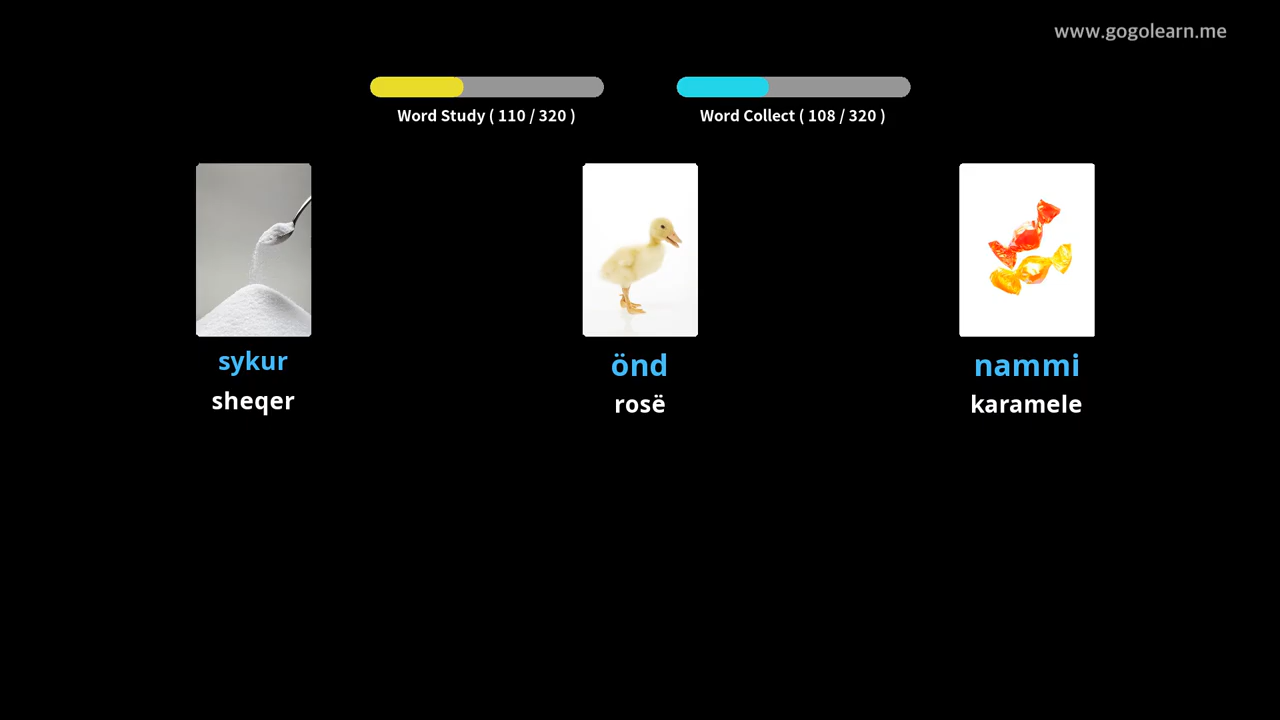 www.gogolearn.me
Word Study ( 110 / 320 )
Word Collect ( 108 / 320 )
sykur
sheqer
önd
rosë
nammi
karamele